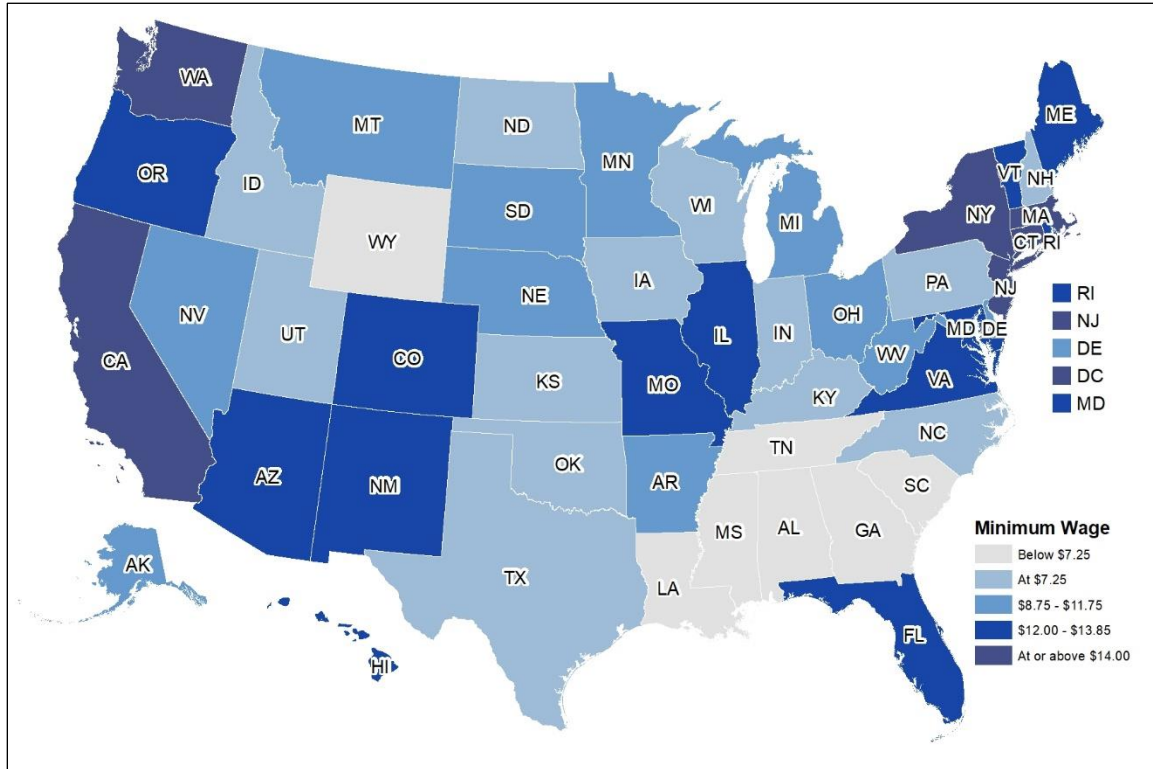 WA
MT
ND
MN
ME
VT
NH
OR
ID
SD
WI
MI
NY
MA
CT
RI
WY
IA
PA
NJ
NE
NV
UT
CO
IL
IN
OH
MD
DE
WV
VA
CA
KS
MO
KY
AZ
NM
OK
AR
TN
NC
SC
MS
AL
GA
TX
LA
FL
AK
HI
RI
NJ
DE
DC
MD
Minimum Wage
Below $7.25
At $7.25
$8.75 - $11.75
$12.00 - $13.85
At or above $14.00